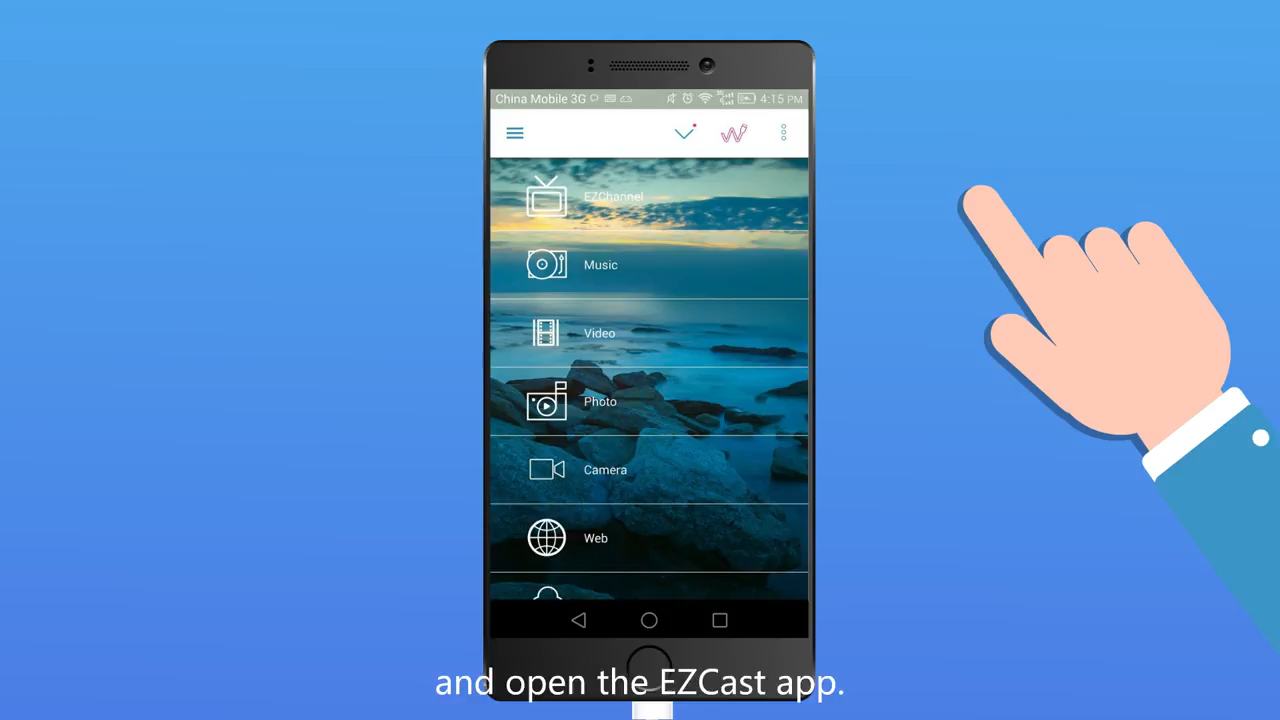 China Mobile 3G 4:15 PM
EZChannel
Music
Video
Photo
Camera
Web
and open the EZCast app.